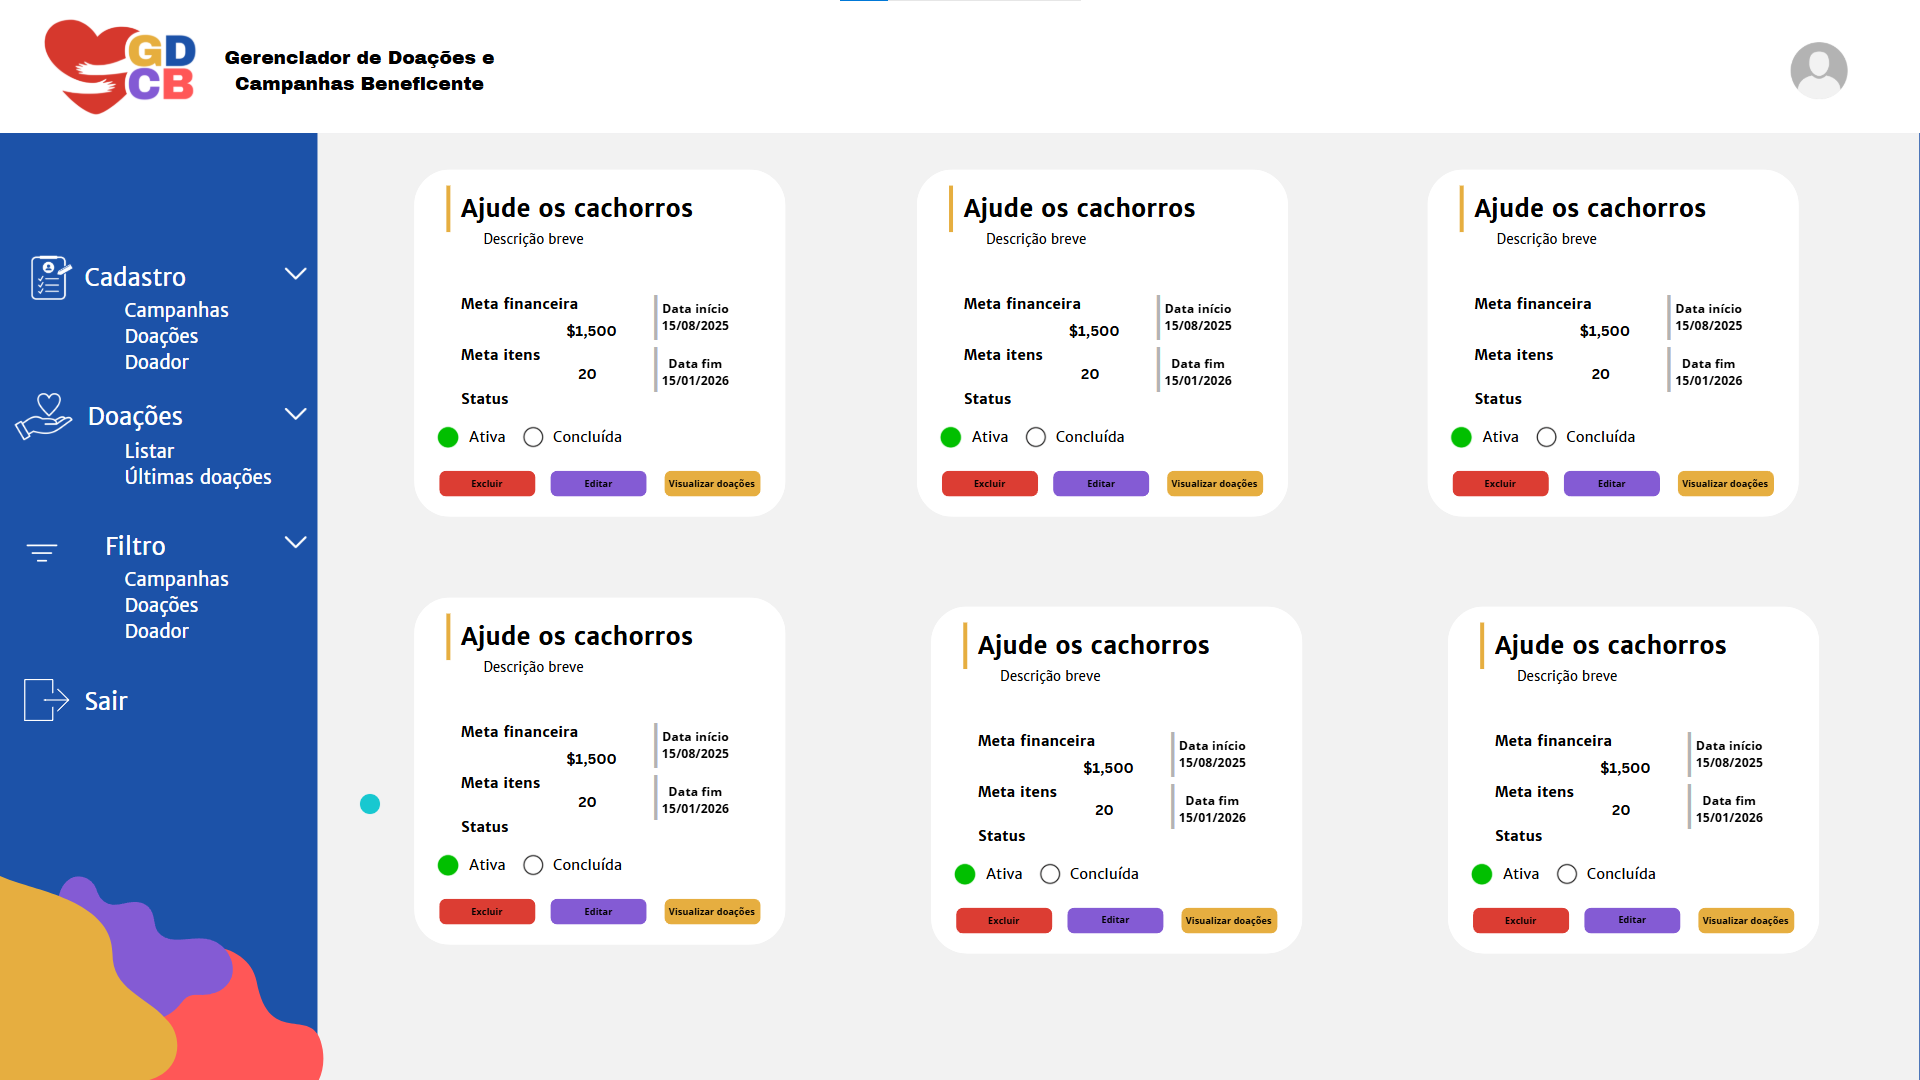 GD
CB
Gerenciador de Doações e
Campanhas Beneficente
Cadastro
Campanhas
Doações
Doador
Doações
Listar
Últimas doações
Filtro
Campanhas
Doações
Doador
Sair
Ajude os cachorros
Descrição breve
Meta financeira
$1,500
Meta itens
20
Status
Data início
15/08/2025
Data fim
15/01/2026
Ativa Concluída
Excluir Editar Visualizar doações
Ajude os cachorros
Descrição breve
Meta financeira
$1,500
Meta itens
20
Status
Data início
15/08/2025
Data fim
15/01/2026
Ativa Concluída
Excluir Editar Visualizar doações
Ajude os cachorros
Descrição breve
Meta financeira
$1,500
Meta itens
20
Status
Data início
15/08/2025
Data fim
15/01/2026
Ativa Concluída
Excluir Editar Visualizar doações
Ajude os cachorros
Descrição breve
Meta financeira
$1,500
Meta itens
20
Status
Data início
15/08/2025
Data fim
15/01/2026
Ativa Concluída
Excluir Editar Visualizar doações
Ajude os cachorros
Descrição breve
Meta financeira
$1,500
Meta itens
20
Status
Data início
15/08/2025
Data fim
15/01/2026
Ativa Concluída
Excluir Editar Visualizar doações
Ajude os cachorros
Descrição breve
Meta financeira
$1,500
Meta itens
20
Status
Data início
15/08/2025
Data fim
15/01/2026
Ativa Concluída
Excluir Editar Visualizar doações